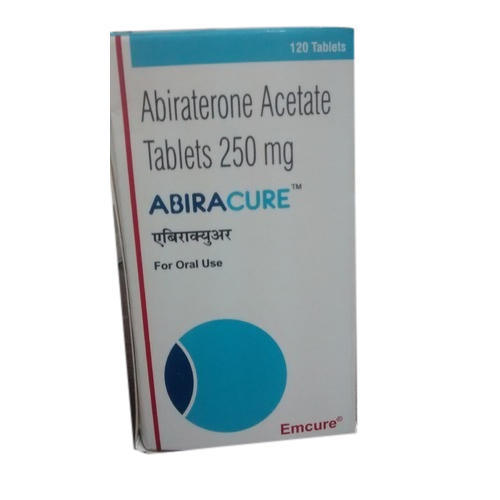 120 Tablets
Abiraterone Acetate
Tablets 250 mg
ABIRACURE™
एबिराक्युअर
For Oral Use
Emcure®